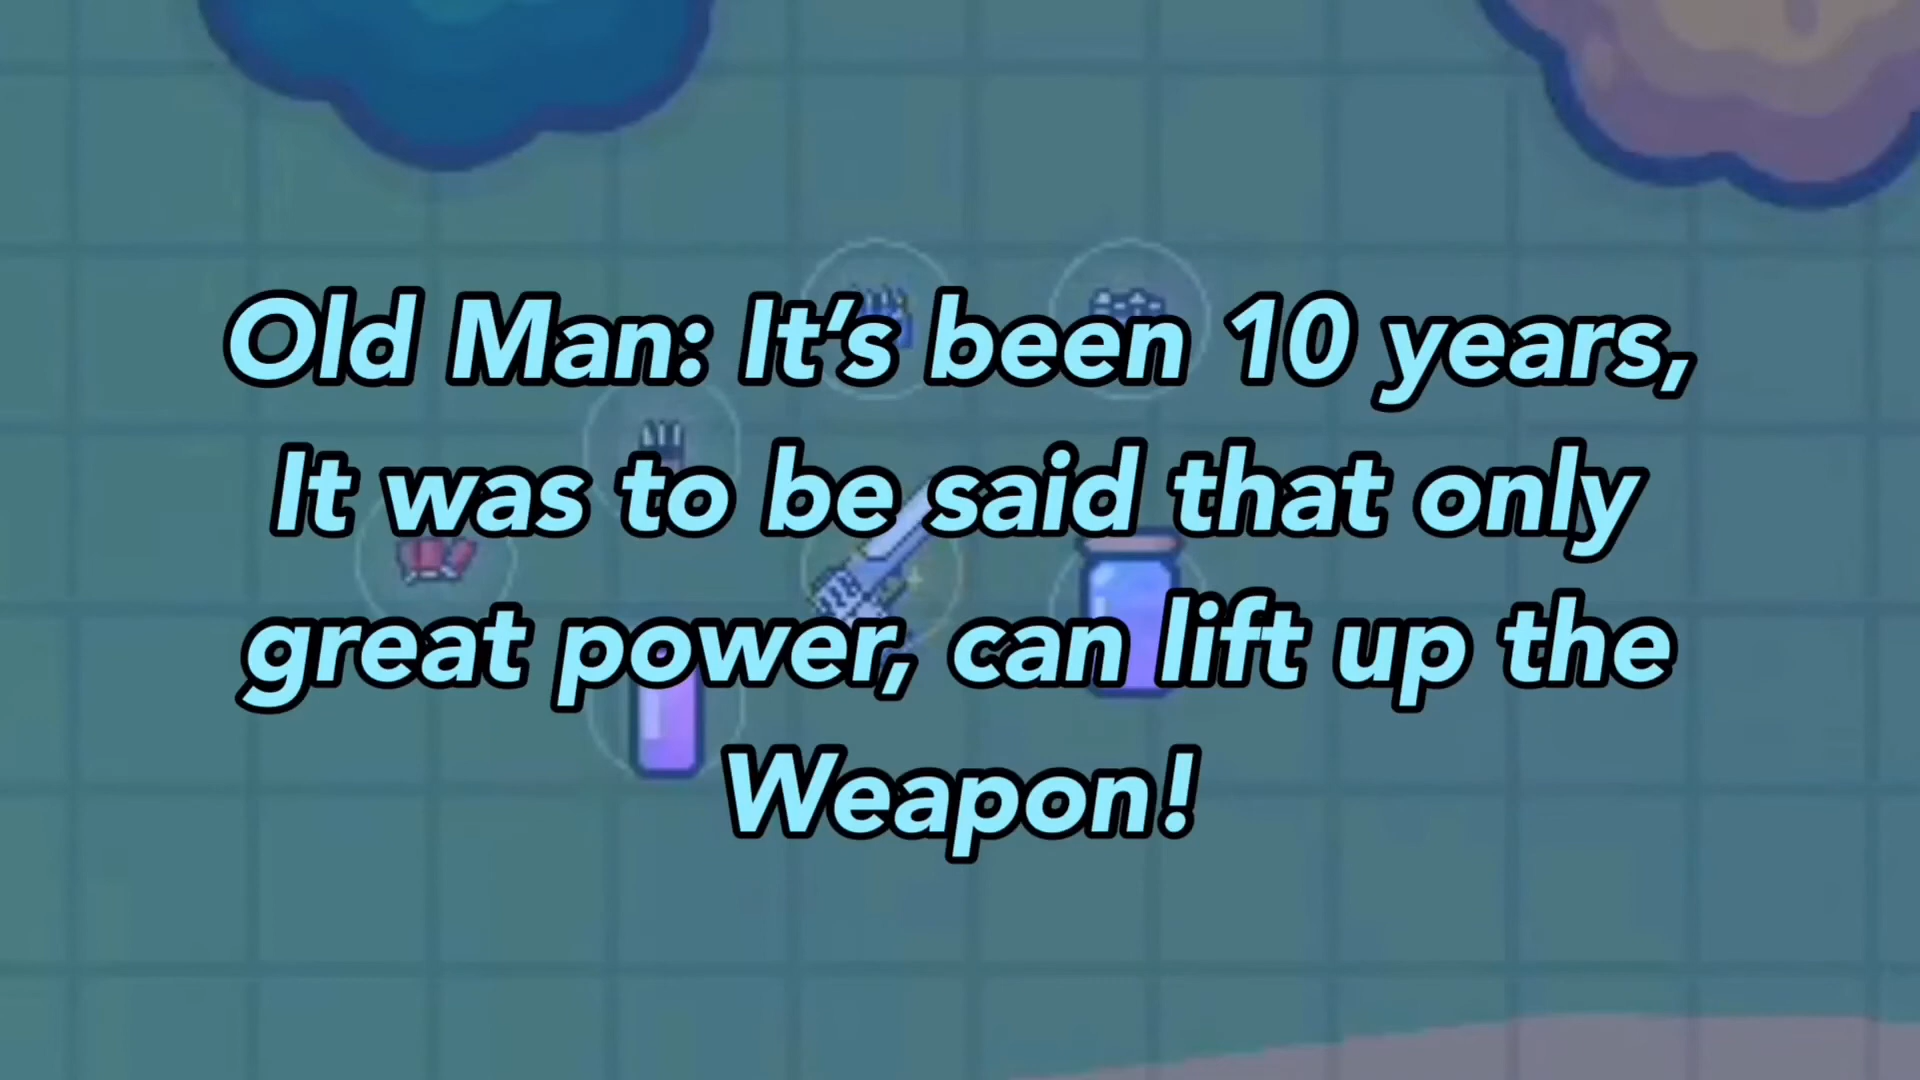 Old Man: It’s been 10 years,
It was to be said that only
great power, can lift up the
Weapon!